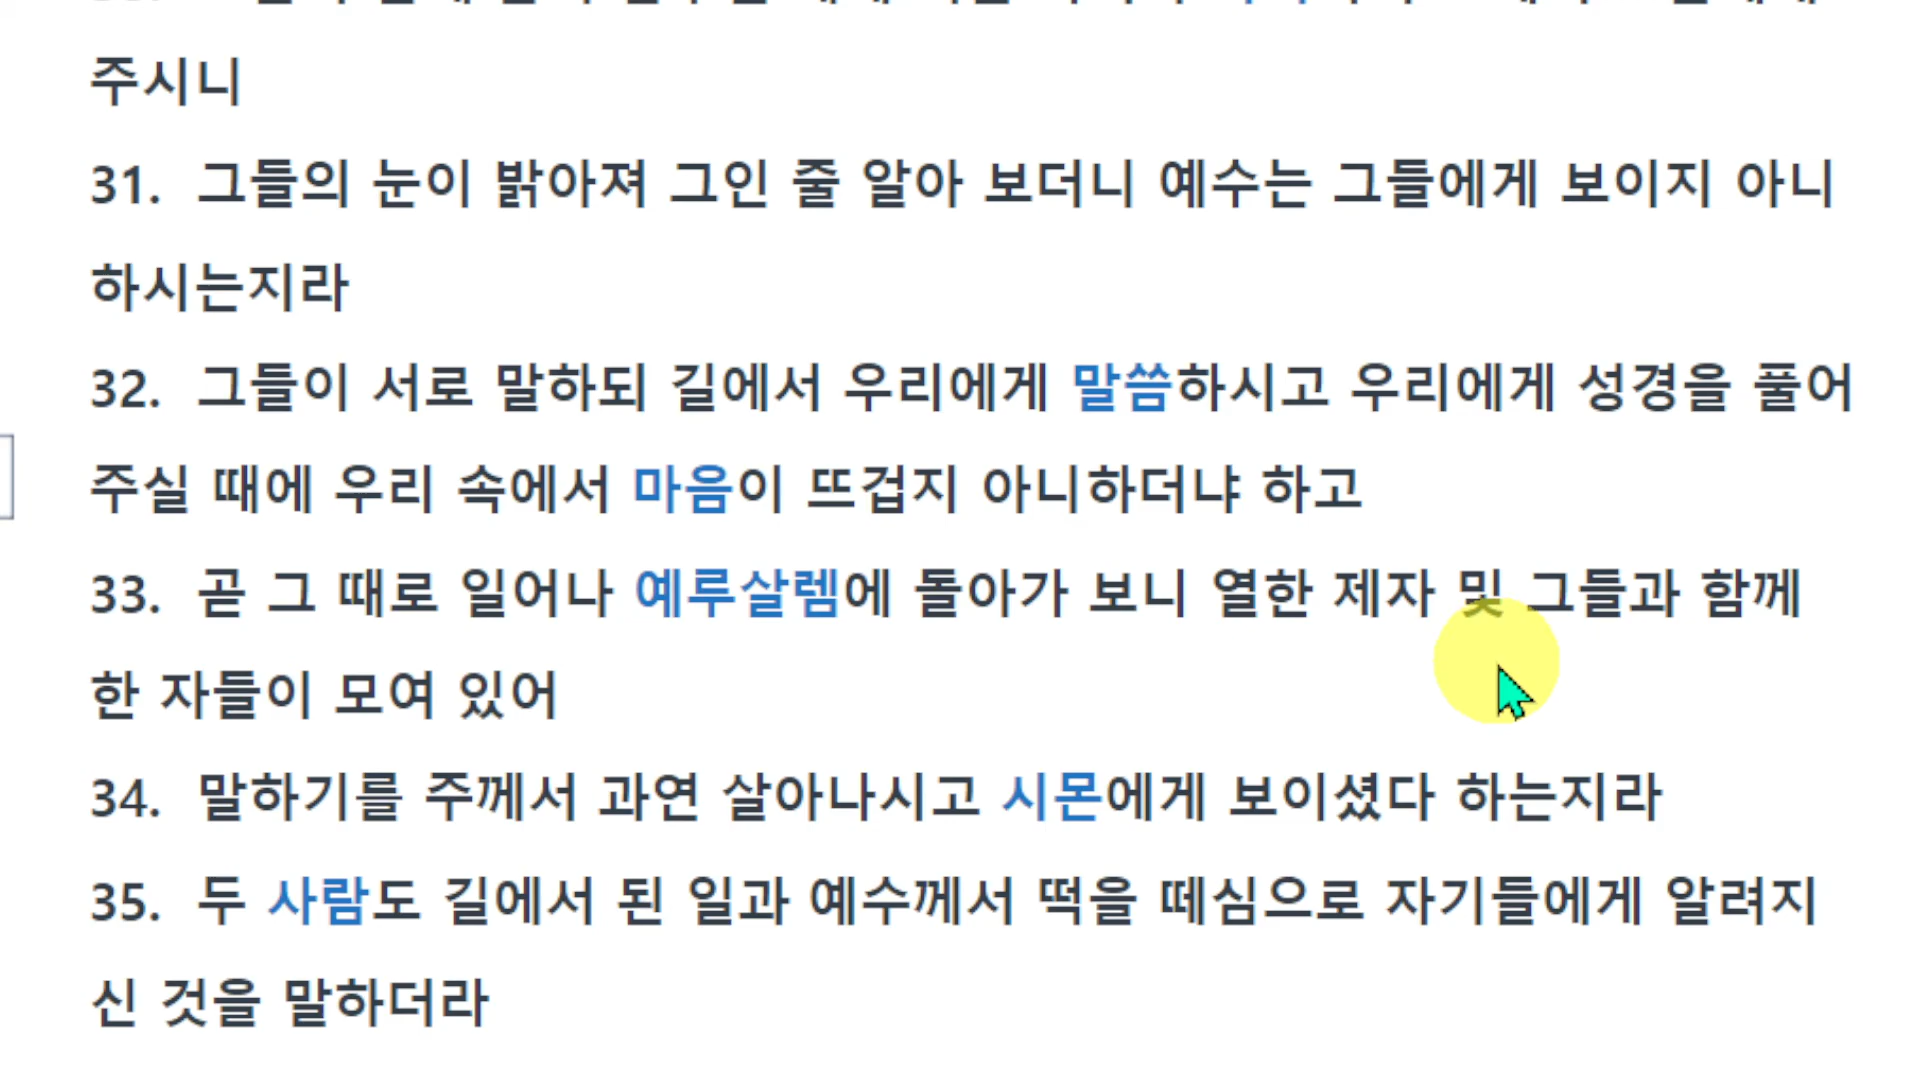 주시니
31. 그들의 눈이 밝아져 그인 줄 알아 보더니 예수는 그들에게 보이지 아니
하시는지라
32. 그들이 서로 말하되 길에서 우리에게 말씀하시고 우리에게 성경을 풀어
주실 때에 우리 속에서 마음이 뜨겁지 아니하더냐 하고
33. 곧 그 때로 일어나 예루살렘에 돌아가 보니 열한 제자 및 그들과 함께
한 자들이 모여 있어
34. 말하기를 주께서 과연 살아나시고 시몬에게 보이셨다 하는지라
35. 두 사람도 길에서 된 일과 예수께서 떡을 떼심으로 자기들에게 알려지
신 것을 말하더라